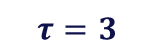 τ = 3